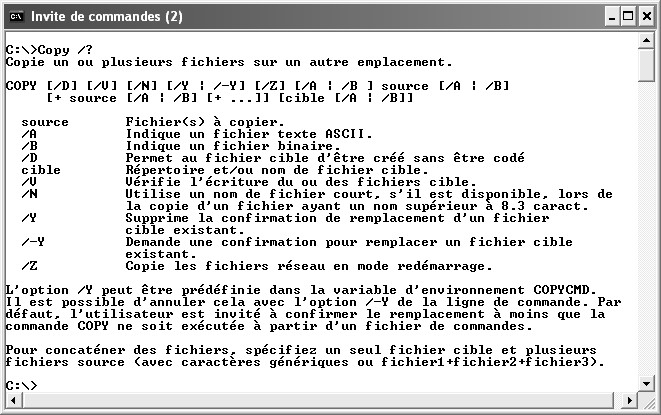 Invite de commandes (2)
C:\>Copy /?
Copie un ou plusieurs fichiers sur un autre emplacement.
COPY [/D] [/V] [/N] [/Y ¦ /-Y] [/Z] [/A ¦ /B ] source [/A ¦ /B]
[+ source [/A ¦ /B] [+ ...]] [cible [/A ¦ /B]]
source Fichier(s) à copier.
/A Indique un fichier texte ASCII.
/B Indique un fichier binaire.
/D Permet au fichier cible d'être créé sans être codé
cible Répertoire et/ou nom de fichier cible.
/V Vérifie l'écriture du ou des fichiers cible.
/N Utilise un nom de fichier court, s'il est disponible, lors de
la copie d'un fichier ayant un nom supérieur à 8.3 caract.
/Y Supprime la confirmation de remplacement d'un fichier
cible existant.
/-Y Demande une confirmation pour remplacer un fichier cible
existant.
/Z Copie les fichiers réseau en mode redémarrage.
L'option /Y peut être prédéfinie dans la variable d'environnement COPYCMD.
Il est possible d'annuler cela avec l'option /-Y de la ligne de commande. Par
défaut, l'utilisateur est invité à confirmer le remplacement à moins que la
commande COPY ne soit exécutée à partir d'un fichier de commandes.
Pour concaténer des fichiers, spécifiez un seul fichier cible et plusieurs
fichiers source (avec caractères génériques ou fichier1+fichier2+fichier3).
C:\>